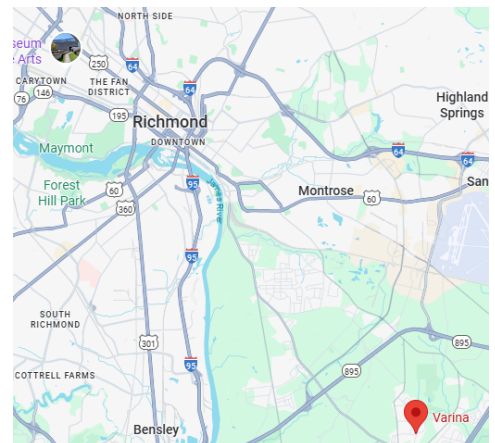 NORTH SIDE
seum
e Arts
250
64
CARYTOWN
THE FAN
DISTRICT
64
76
146
195
Richmond
DOWNTOWN
Highland
Springs
Maymont
64
64
Forest
Hill Park
60
95
James River
Montrose
60
San
360
95
SOUTH
RICHMOND
301
895
895
95
COTTRELL FARMS
Varina
Bensley